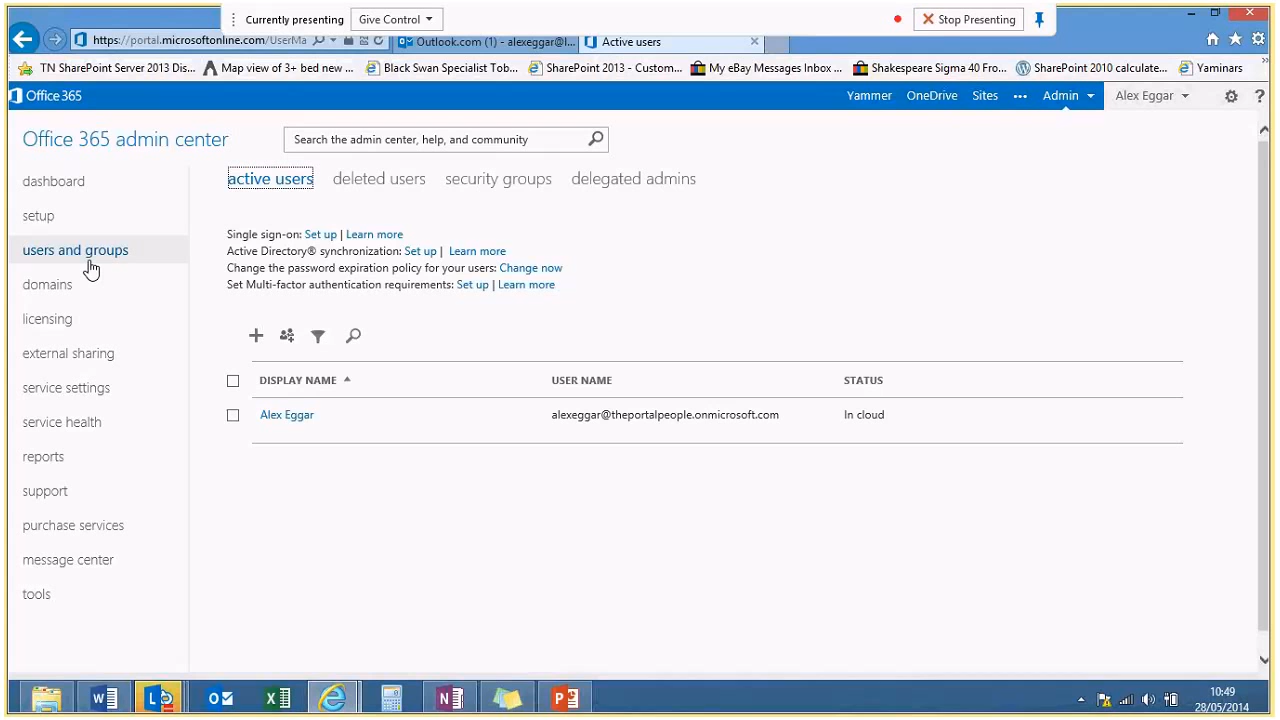 Currently presenting
Give Control
Stop Presenting
https://portal.microsoftonline.com/UserMa
Outlook.com (1) - alexeggar@l...
Active users
TN SharePoint Server 2013 Dis...
Map view of 3+ bed new ...
Black Swan Specialist Tob...
SharePoint 2013 - Custom...
My eBay Messages Inbox ...
Shakespeare Sigma 40 Fro...
SharePoint 2010 calculate...
Yaminars
Office 365
Yammer
OneDrive
Sites
...
Admin
Alex Eggar
?
Office 365 admin center
Search the admin center, help, and community
dashboard
setup
users and groups
domains
licensing
external sharing
service settings
service health
reports
support
purchase services
message center
tools
active users
deleted users
security groups
delegated admins
Single sign-on: Set up | Learn more
Active Directory® synchronization: Set up | Learn more
Change the password expiration policy for your users: Change now
Set Multi-factor authentication requirements: Set up | Learn more
DISPLAY NAME USER NAME STATUS
Alex Eggar alexeggar@theportalpeople.onmicrosoft.com In cloud
10:49
28/05/2014